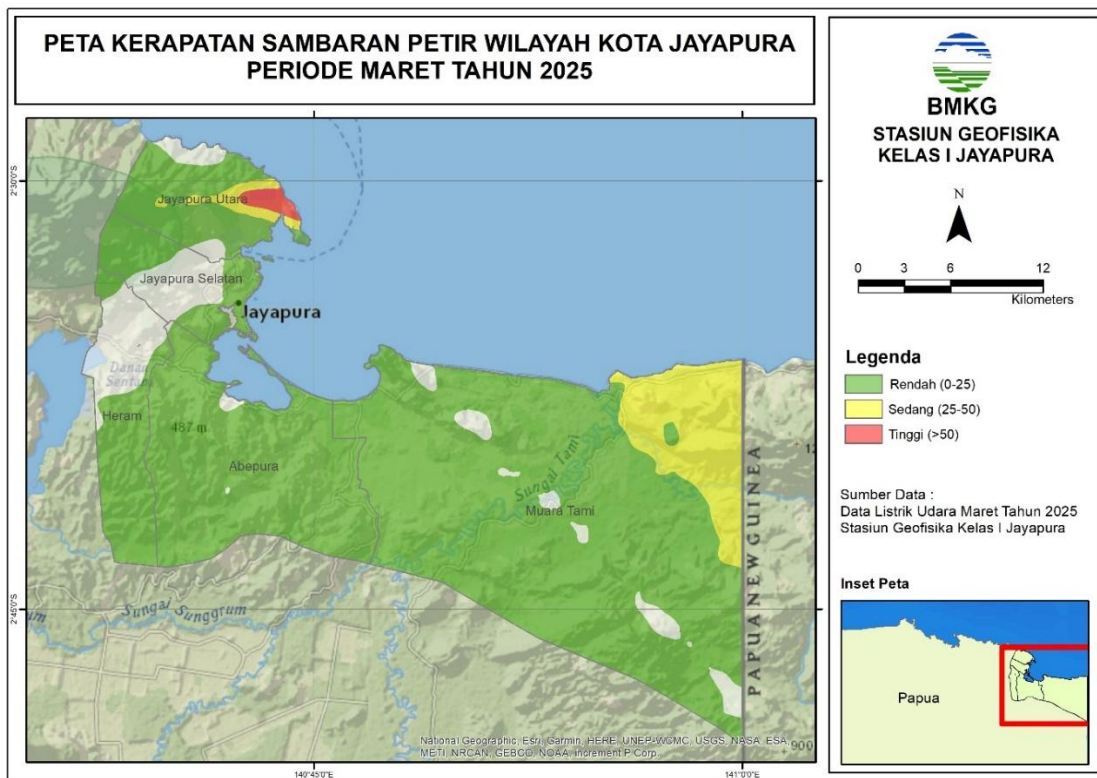 PETA KERAPATAN SAMBARAN PETIR WILAYAH KOTA JAYAPURA
PERIODE MARET TAHUN 2025
BMKG
STASIUN GEOFISIKA
KELAS I JAYAPURA
N
0 3 6 12
Kilometers
Legenda
Rendah (0-25)
Sedang (25-50)
Tinggi (>50)
Sumber Data :
Data Listrik Udara Maret Tahun 2025
Stasiun Geofisika Kelas I Jayapura
Inset Peta
Papua
2°30'0"S
2°45'0"S
140°45'0"E
141°0'0"E
Jayapura Utara
Jayapura Selatan
Jayapura
Danau
Sentani
Heram
487 m
Abepura
Sungai Tami
Muara Tami
Sungai Sunggrum
PAPUA NEW GUINEA
National Geographic, Esri, Garmin, HERE, UNEP-WCMC, USGS, NASA, ESA,
METI, NRCAN, GEBCO, NOAA, increment P Corp.
900